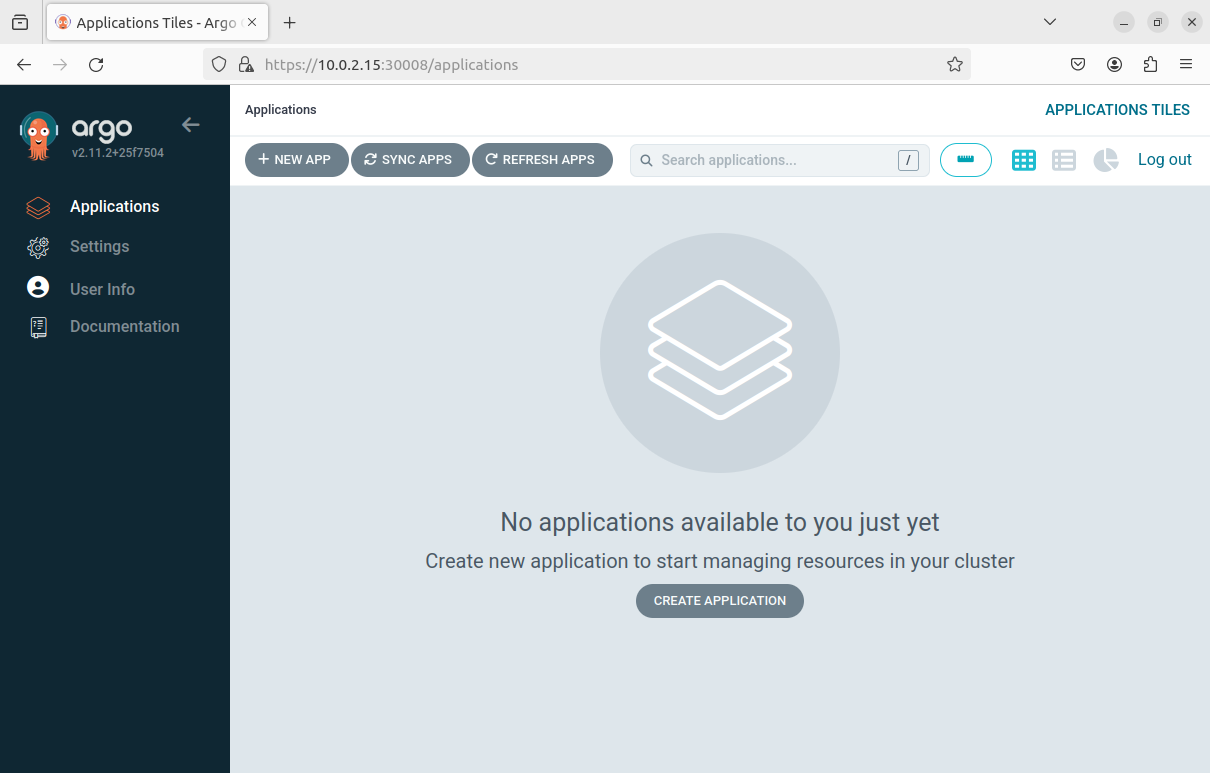 Applications Tiles - Argo
https://10.0.2.15:30008/applications
argo
v2.11.2+25f7504
Applications
Settings
User Info
Documentation
Applications
APPLICATIONS TILES
NEW APP
SYNC APPS
REFRESH APPS
Search applications...
/
Log out
No applications available to you just yet
Create new application to start managing resources in your cluster
CREATE APPLICATION